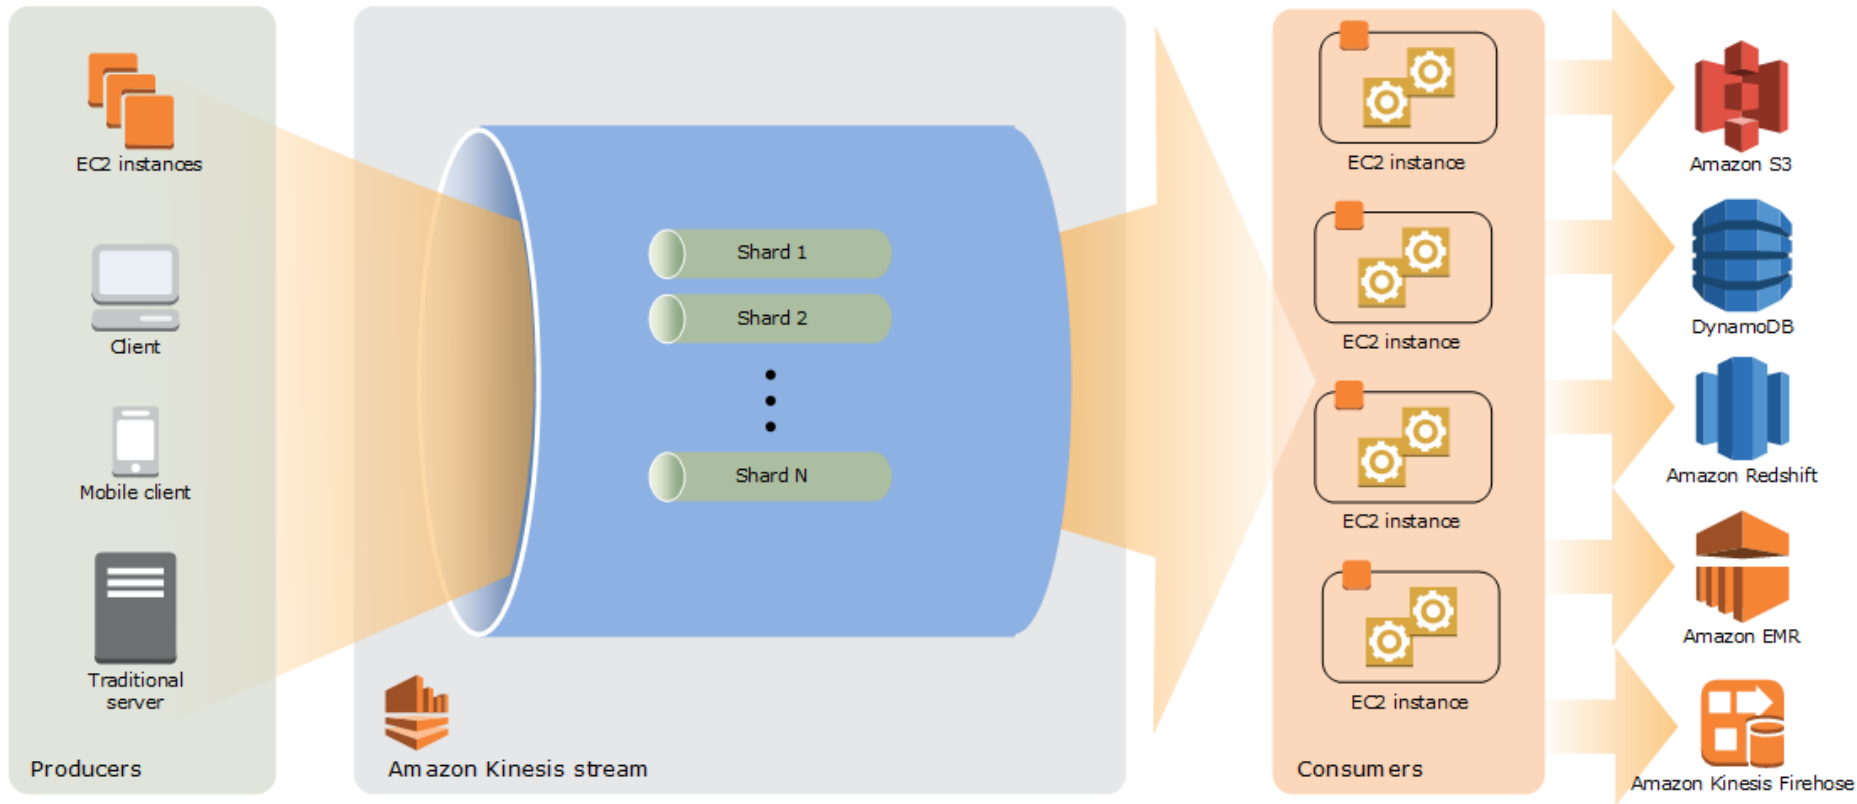 EC2 instances
Client
Mobile client
Traditional
server
Producers
Shard 1
Shard 2
Shard N
Amazon Kinesis stream
EC2 instance
EC2 instance
EC2 instance
EC2 instance
Consumers
Amazon S3
DynamoDB
Amazon Redshift
Amazon EMR
Amazon Kinesis Firehose